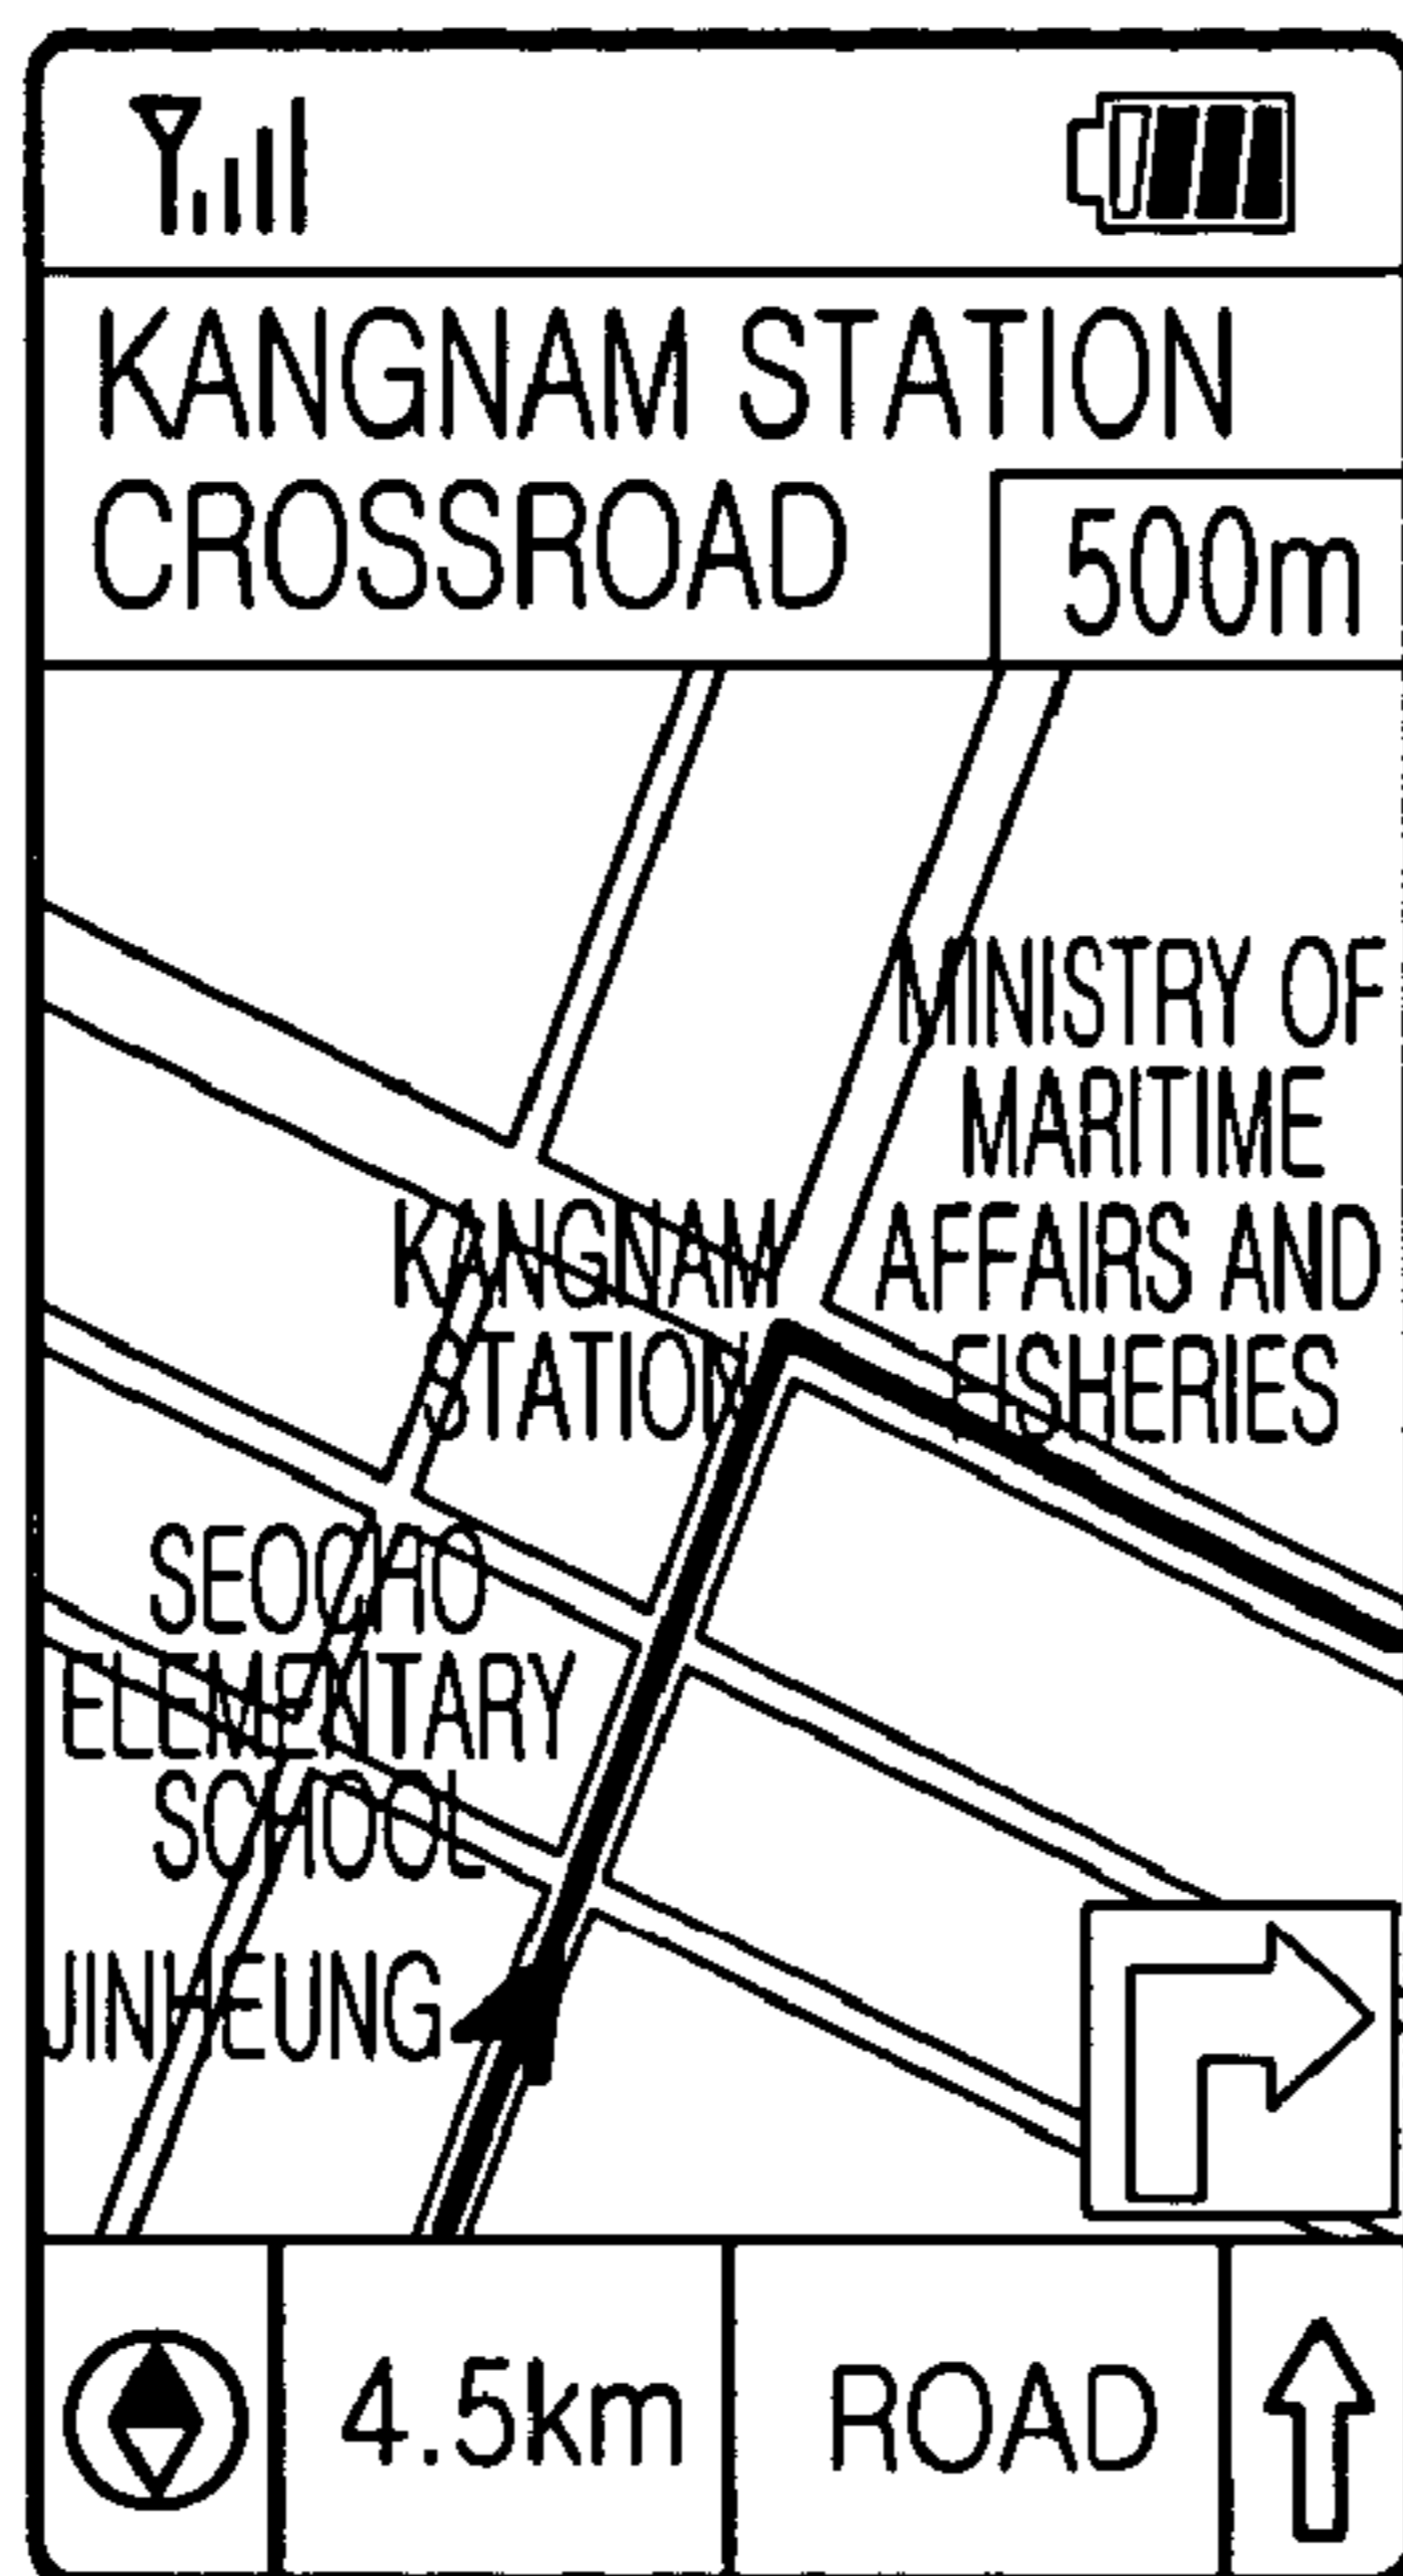 KANGNAM STATION
CROSSROAD
500m
MINISTRY OF
MARITIME
AFFAIRS AND
FISHERIES
KANGNAM
STATION
SEOCHO
ELEMENTARY
SCHOOL
JINHEUNG
4.5km
ROAD